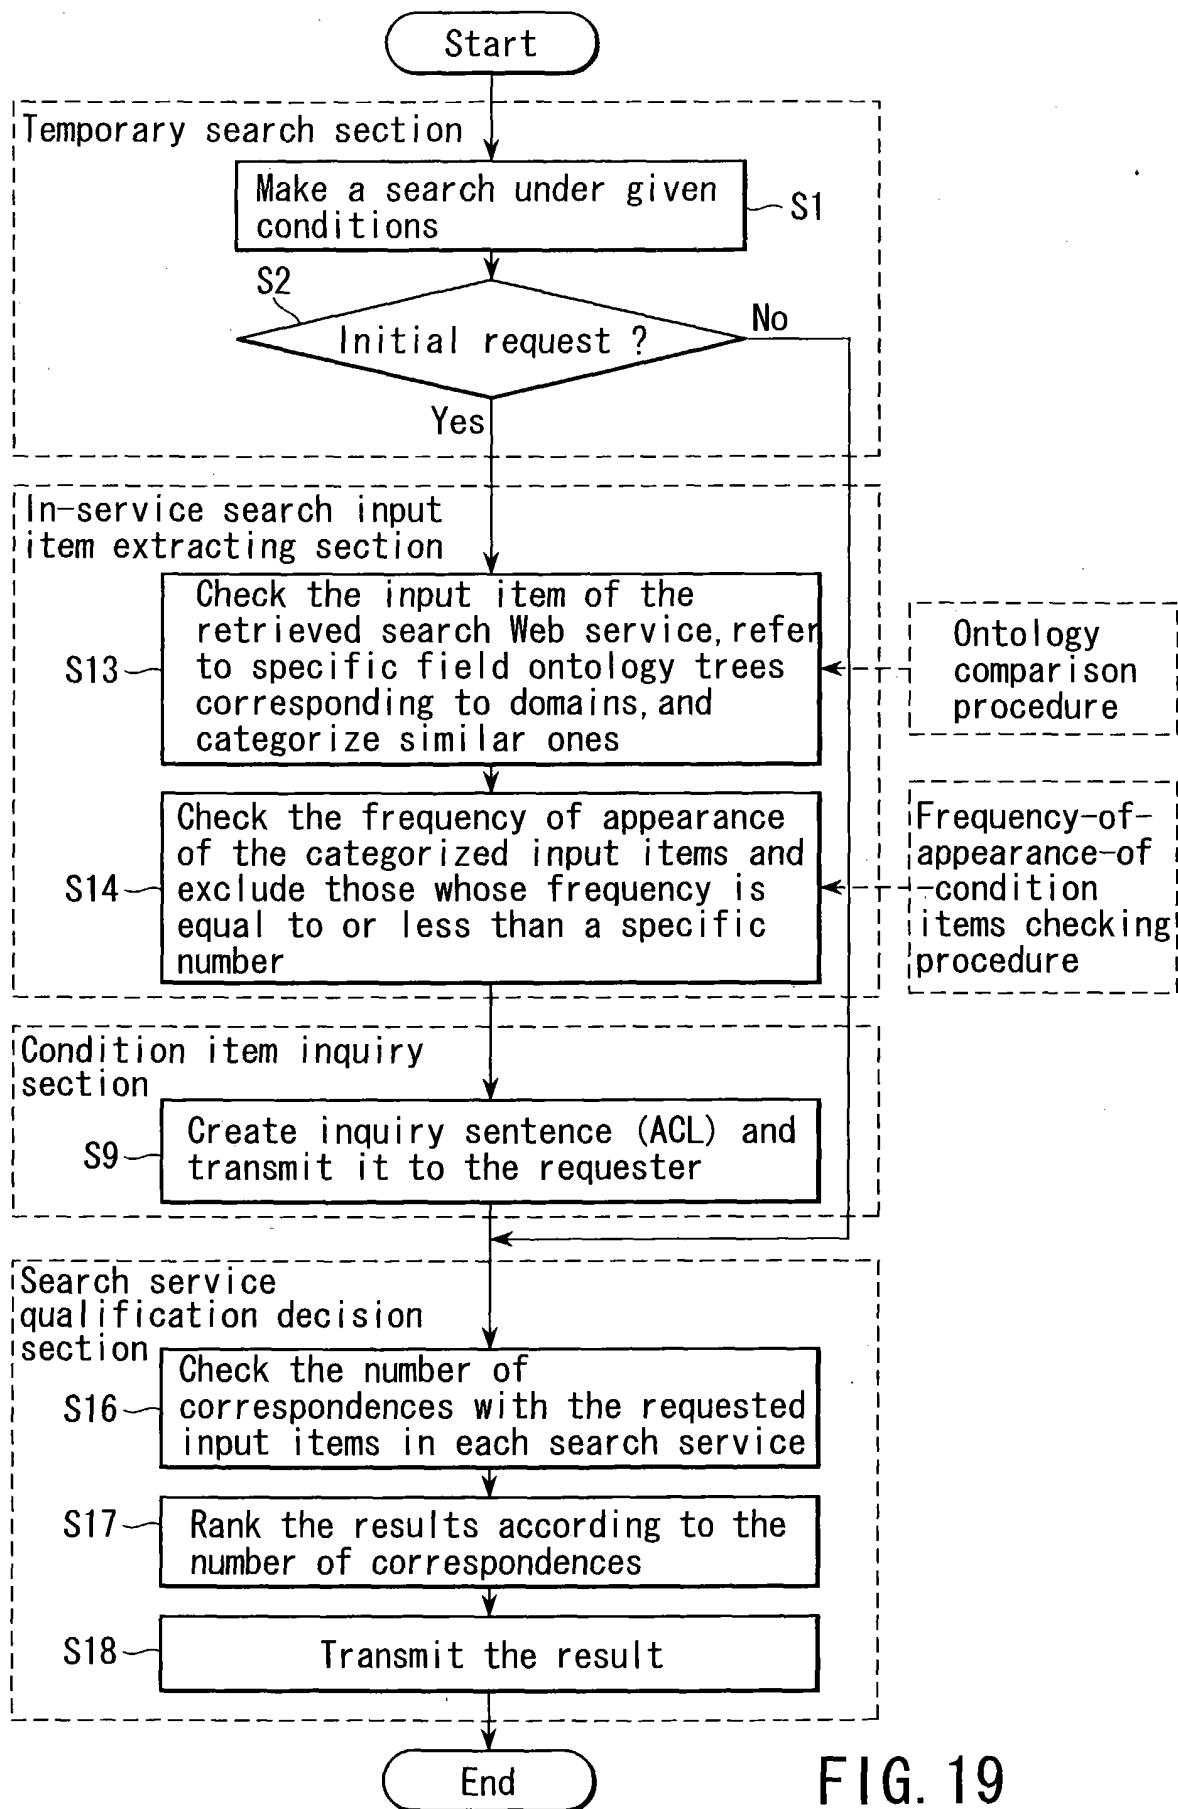 Start
Temporary search section
Make a search under given
conditions
S1
S2
Initial request ?
No
Yes
In-service search input
item extracting section
Check the input item of the
retrieved search Web service, refer
to specific field ontology trees
corresponding to domains, and
categorize similar ones
S13
Ontology
comparison
procedure
Check the frequency of appearance
of the categorized input items and
exclude those whose frequency is
equal to or less than a specific
number
S14
Frequency-of-
appearance-of
-condition
items checking
procedure
Condition item inquiry
section
Create inquiry sentence (ACL) and
transmit it to the requester
S9
Search service
qualification decision
section
Check the number of
correspondences with the requested
input items in each search service
S16
Rank the results according to the
number of correspondences
S17
Transmit the result
S18
End
FIG. 19